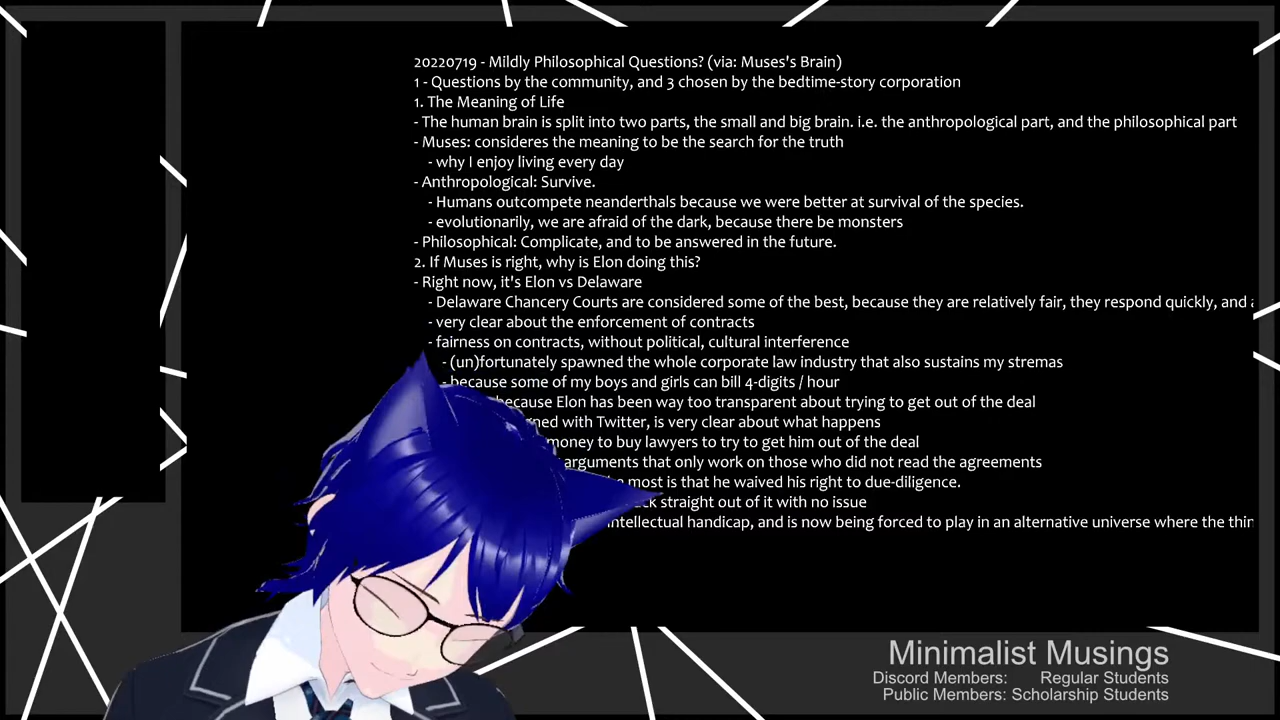 20220719 - Mildly Philosophical Questions? (via: Muses's Brain)
1 - Questions by the community, and 3 chosen by the bedtime-story corporation
1. The Meaning of Life
- The human brain is split into two parts, the small and big brain. i.e. the anthropological part, and the philosophical part
- Muses: consideres the meaning to be the search for the truth
- why I enjoy living every day
- Anthropological: Survive.
- Humans outcompete neanderthals because we were better at survival of the species.
- evolutionarily, we are afraid of the dark, because there be monsters
- Philosophical: Complicate, and to be answered in the future.
2. If Muses is right, why is Elon doing this?
- Right now, it's Elon vs Delaware
- Delaware Chancery Courts are considered some of the best, because they are relatively fair, they respond quickly, and
- very clear about the enforcement of contracts
- fairness on contracts, without political, cultural interference
- (un)fortunately spawned the whole corporate law industry that also sustains my stremas
- because some of my boys and girls can bill 4-digits / hour
because Elon has been way too transparent about trying to get out of the deal
with Twitter, is very clear about what happens
money to buy lawyers to try to get him out of the deal
arguments that only work on those who did not read the agreements
most is that he waived his right to due-diligence.
straight out of it with no issue
intellectual handicap, and is now being forced to play in an alternative universe where the
Minimalist Musings
Discord Members: Regular Students
Public Members: Scholarship Students